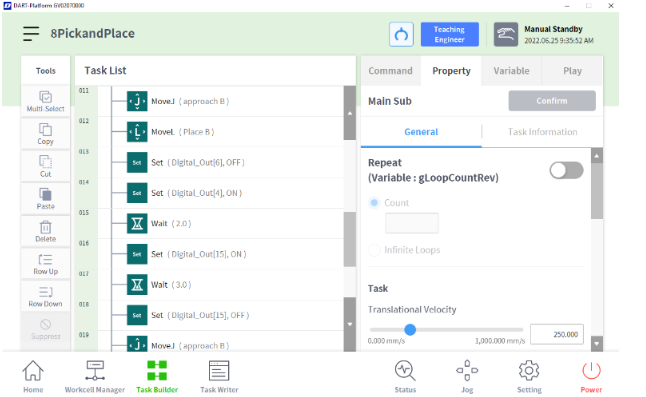 DART-Platform GV02070000
8PickandPlace
Teaching
Engineer
Manual Standby
2022.06.25 9:35:52 AM
Tools
Task List
Command
Property
Variable
Play
Multi-Select
Copy
Cut
Paste
Delete
Row Up
Row Down
Suppress
011
MoveJ ( approach B )
012
MoveL ( Place B )
013
Set
Set ( Digital_Out[6], OFF )
014
Set
Set ( Digital_Out[4], ON )
015
Wait ( 2.0 )
016
Set
Set ( Digital_Out[15], ON )
017
Wait ( 3.0 )
018
Set
Set ( Digital_Out[15], OFF )
019
MoveJ ( approach B )
Main Sub
Confirm
General
Task Information
Repeat
(Variable : gLoopCountRev)
Count
Infinite Loops
Task
Translational Velocity
0.000 mm/s
1,000.000 mm/s
250.000
Home
Workcell Manager
Task Builder
Task Writer
Status
Jog
Setting
Power